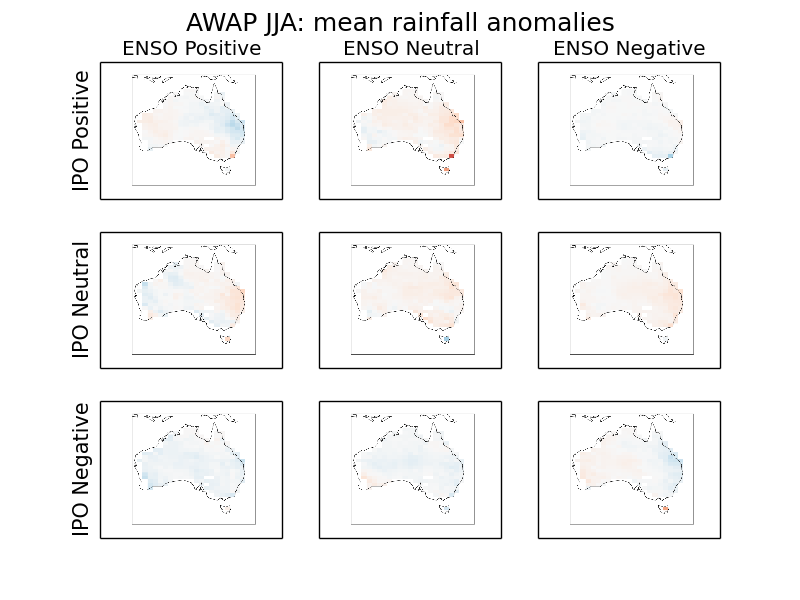 AWAP JJA: mean rainfall anomalies
ENSO Positive
ENSO Neutral
ENSO Negative
IPO Positive
IPO Neutral
IPO Negative